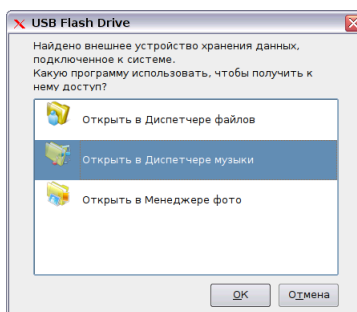 USB Flash Drive
Найдено внешнее устройство хранения данных,
подключенное к системе.
Какую программу использовать, чтобы получить к
нему доступ?
Открыть в Диспетчере файлов
Открыть в Диспетчере музыки
Открыть в Менеджере фото
OK
Отмена